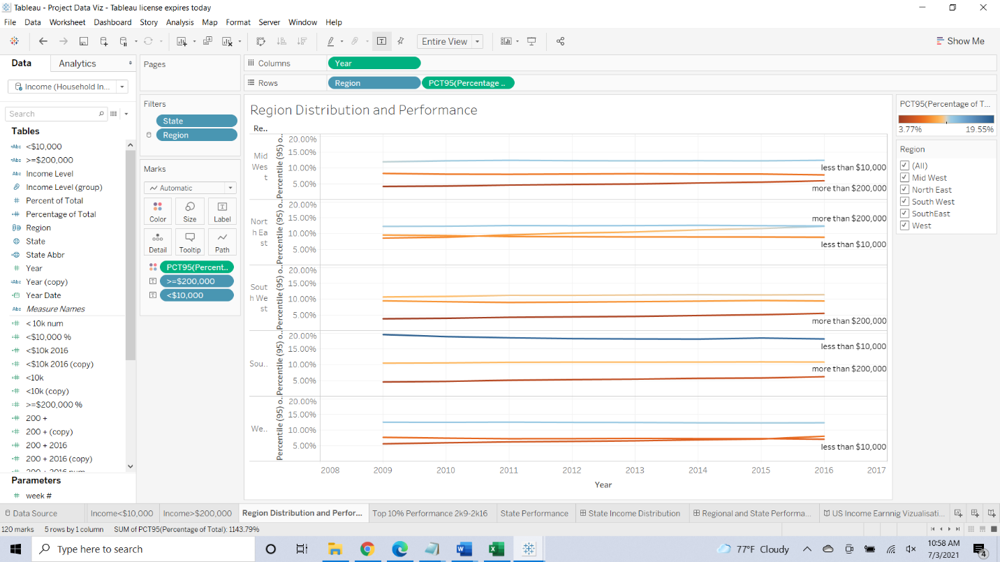 Tableau - Project Data Viz - Tableau license expires today
File Data Worksheet Dashboard Story Analysis Map Format Server Window Help
Entire View
Show Me
Data Analytics
Income (Household In...
Search
Tables
Abc <$10,000
Abc >=$200,000
Abc Income Level
Income Level (group)
# Percent of Total
=# Percentage of Total
Region
State
State Abbr
# Year
=Abc Year (copy)
Year Date
Abc Measure Names
=# < 10k num
=# <$10,000 %
=# <$10k 2016
=# <$10k 2016 (copy)
=# <10k
=# <10k (copy)
=# >=$200,000 %
=# 200 +
=# 200 + (copy)
=# 200 + 2016
=# 200 + 2016 (copy)
=# 200 + 2016 num
Parameters
# week #
Pages
Filters
State
Region
Marks
Automatic
Color Size Label
Detail Tooltip Path
PCT95(Percent..
>=$200,000
<$10,000
Columns Year
Rows Region PCT95(Percentage ..
Region Distribution and Performance
Re..
Mid
Wes
t
Percentile (95) o..
20.00%
15.00%
10.00%
5.00%
less than $10,000
more than $200,000
Nort
h Ea
st
Percentile (95) o..
20.00%
15.00%
10.00%
5.00%
more than $200,000
less than $10,000
Sout
h We
st
Percentile (95) o..
20.00%
15.00%
10.00%
5.00%
more than $200,000
Sou..
Percentile (95) o..
20.00%
15.00%
10.00%
5.00%
less than $10,000
more than $200,000
We..
Percentile (95) o..
20.00%
15.00%
10.00%
5.00%
less than $10,000
2008 2009 2010 2011 2012 2013 2014 2015 2016 2017
Year
PCT95(Percentage of T...
3.77% 19.55%
Region
(All)
Mid West
North East
South West
SouthEast
West
Data Source Income<$10,000 Income>$200,000 Region Distribution and Perfor... Top 10% Performance 2k9-2k16 State Performance State Income Distribution Regional and State Performa... US Income Earnnig Vizualisati...
120 marks 5 rows by 1 column SUM of PCT95(Percentage of Total): 1143.79%
Type here to search
77°F Cloudy
10:58 AM
7/3/2021
4